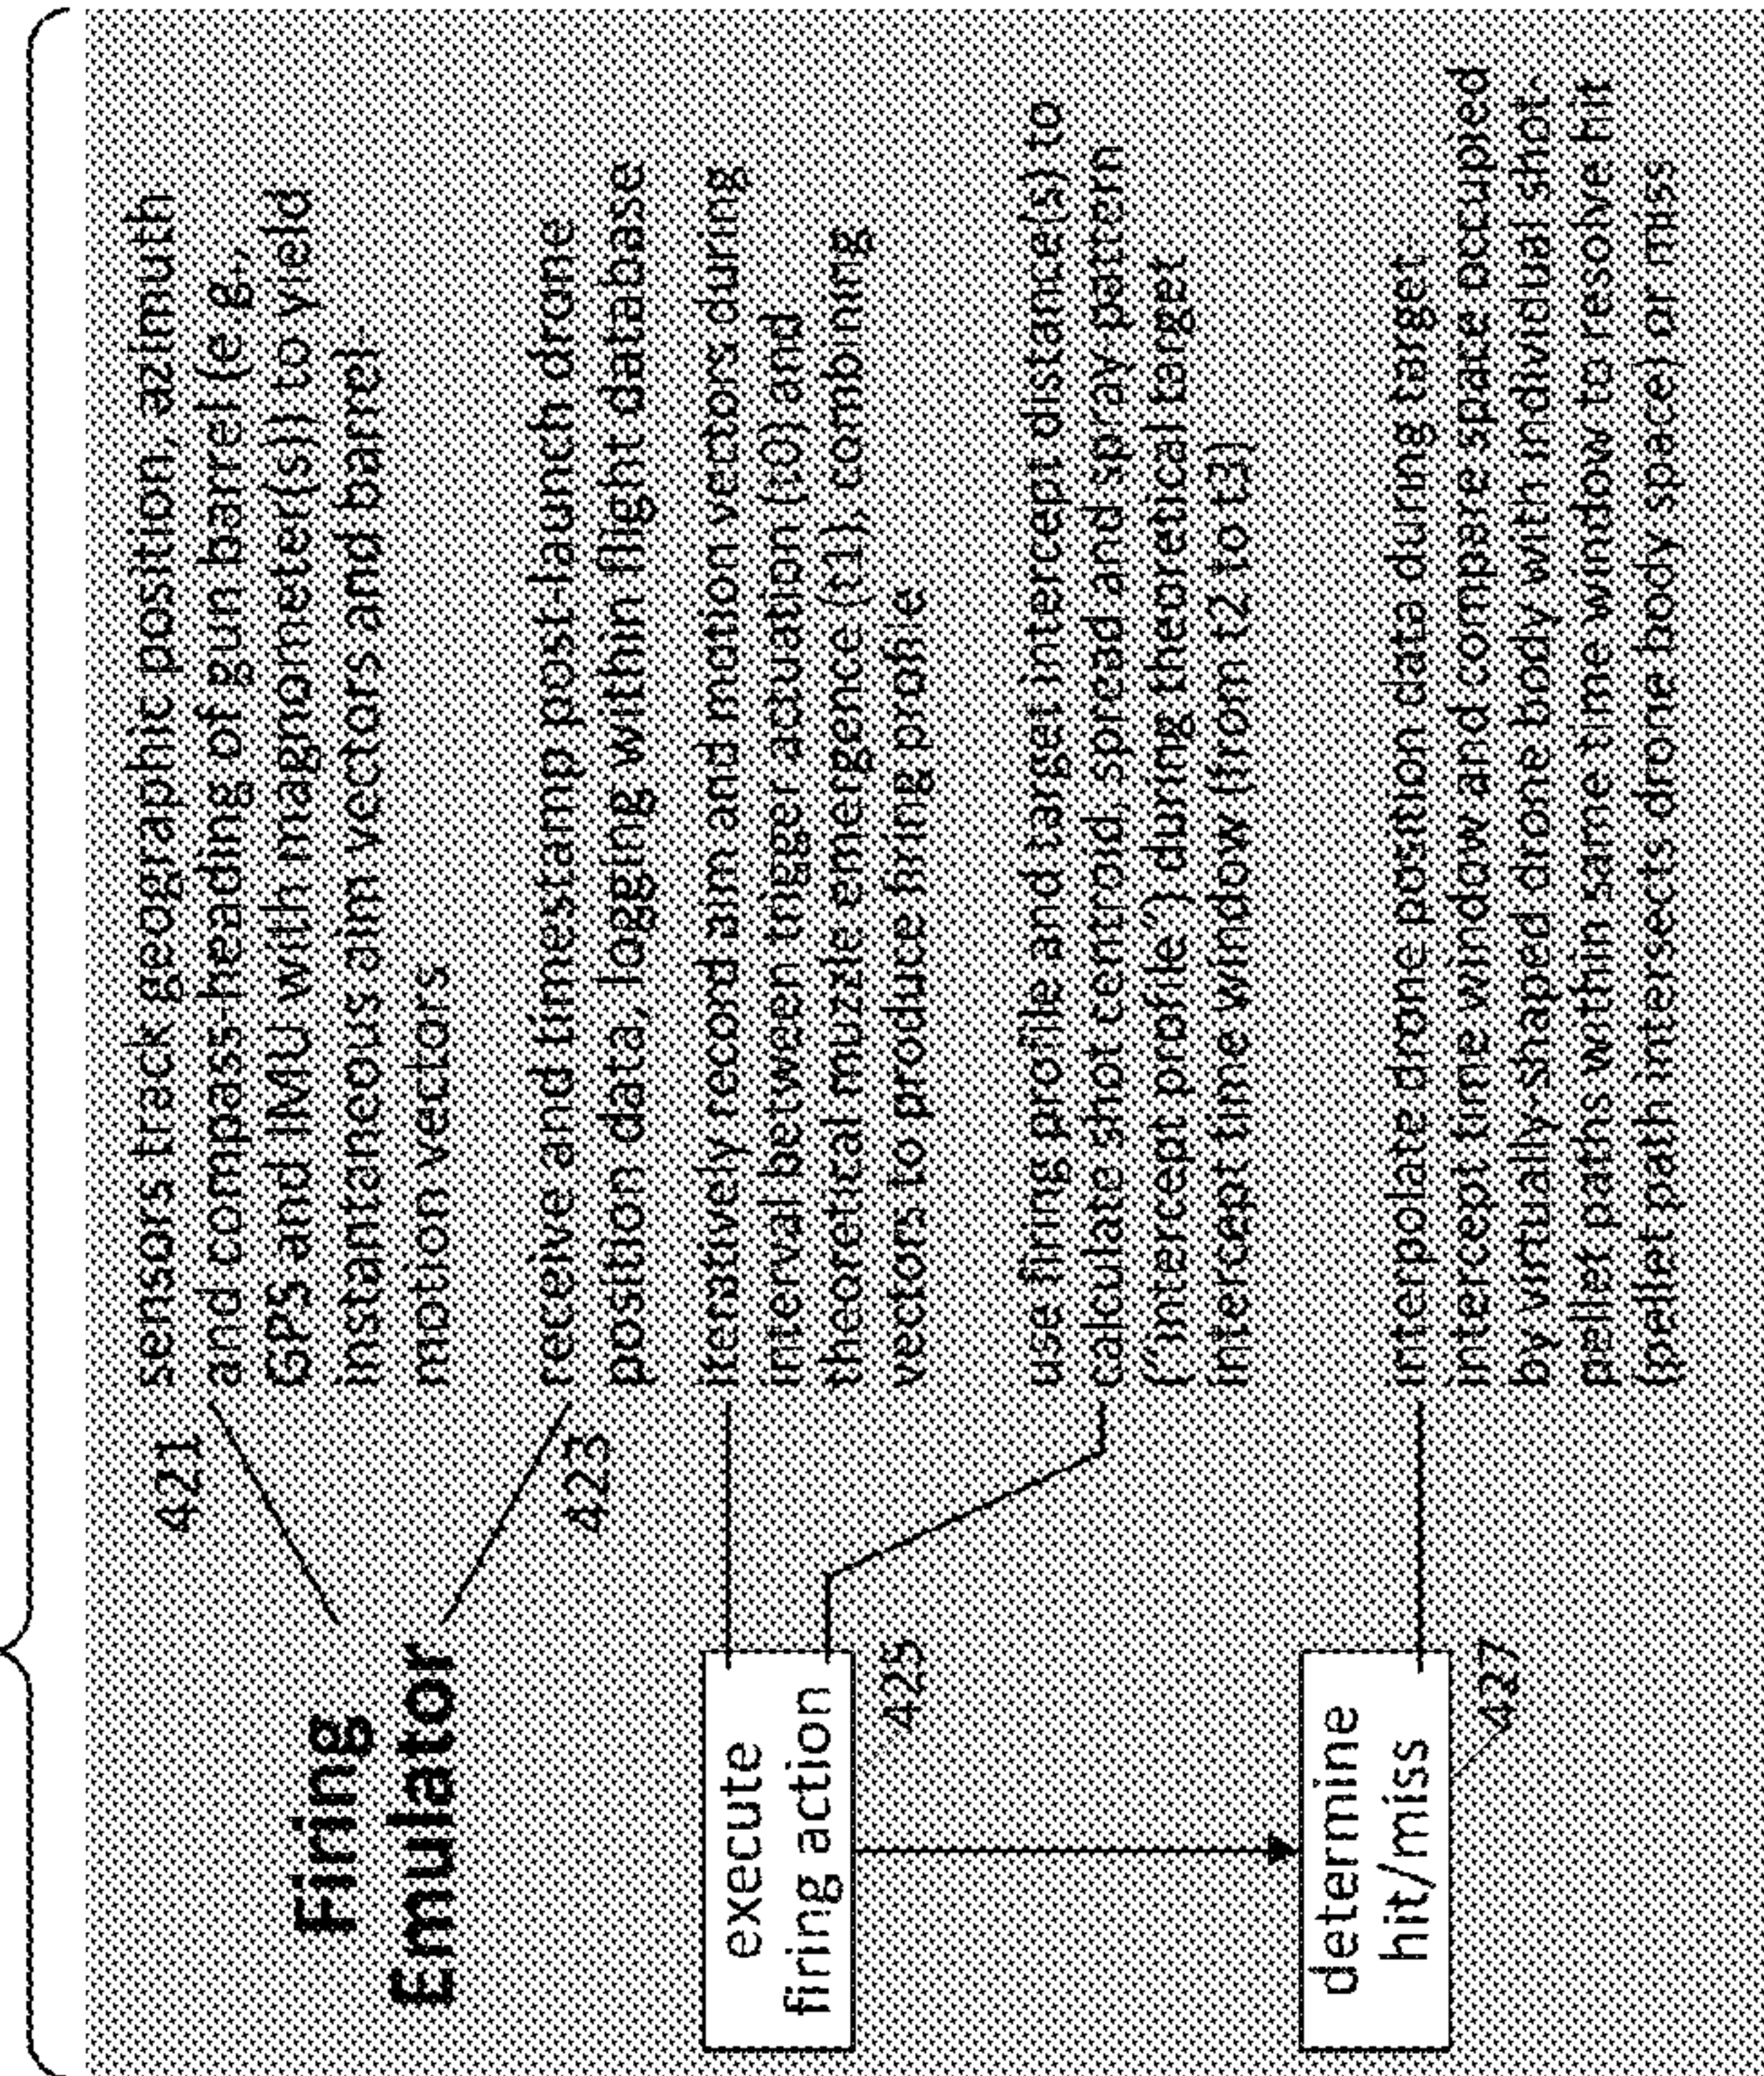 Firing
Emulator
421
sensors track geographic position, azimuth
and compass-heading of gun barrel (e.g.,
GPS and IMU with magnometer(s)) to yield
instantaneous aim vectors and barrel-
motion vectors
423
receive and timestamp post-launch drone
position data, logging within flight database
execute
firing action
425
iteratively record aim and motion vectors during
interval between trigger actuation (t0) and
theoretical muzzle emergence (t1), combining
vectors to produce firing profile
use firing profile and target intercept distance(s) to
calculate shot centroid, spread and spray-pattern
("intercept profile") during theoretical target
intercept time window (from t2 to t3)
determine
hit/miss
427
interpolate drone position data during target-
intercept time window and compare space occupied
by virtually-shaped drone body with individual shot-
pellet paths within same time window to resolve hit
(pellet path intersects drone body space) or miss